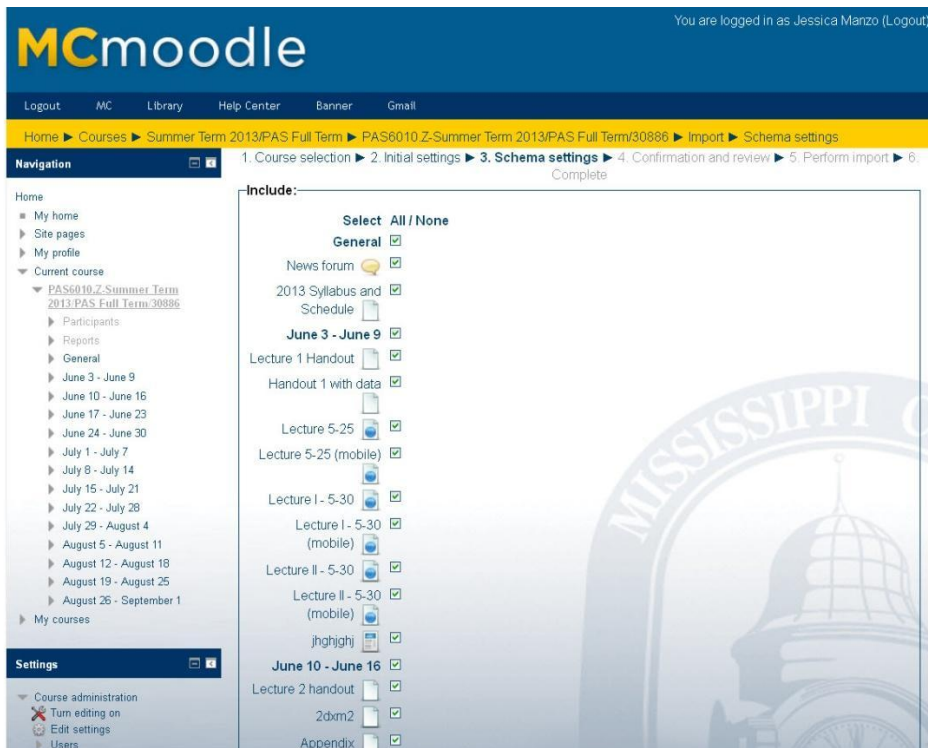 You are logged in as Jessica Manzo (Logout)
MCmoodle
Logout MC Library Help Center Banner Gmail
Home ► Courses ► Summer Term 2013/PAS Full Term ► PAS6010.Z-Summer Term 2013/PAS Full Term/30886 ► Import ► Schema settings
Navigation
Home
My home
Site pages
My profile
Current course
PAS6010.Z-Summer Term
2013/PAS Full Term/30886
Participants
Reports
General
June 3 - June 9
June 10 - June 16
June 17 - June 23
June 24 - June 30
July 1 - July 7
July 8 - July 14
July 15 - July 21
July 22 - July 28
July 29 - August 4
August 5 - August 11
August 12 - August 18
August 19 - August 25
August 26 - September 1
My courses
Settings
Course administration
Turn editing on
Edit settings
Users
1. Course selection ► 2. Initial settings ► 3. Schema settings ► 4. Confirmation and review ► 5. Perform import ► 6.
Complete
Include:
Select All / None
General
News forum
2013 Syllabus and
Schedule
June 3 - June 9
Lecture 1 Handout
Handout 1 with data
Lecture 5-25
Lecture 5-25 (mobile)
Lecture I - 5-30
Lecture I - 5-30
(mobile)
Lecture II - 5-30
Lecture II - 5-30
(mobile)
jhghjghj
June 10 - June 16
Lecture 2 handout
2dxm2
Appendix
MISSISSIPPI